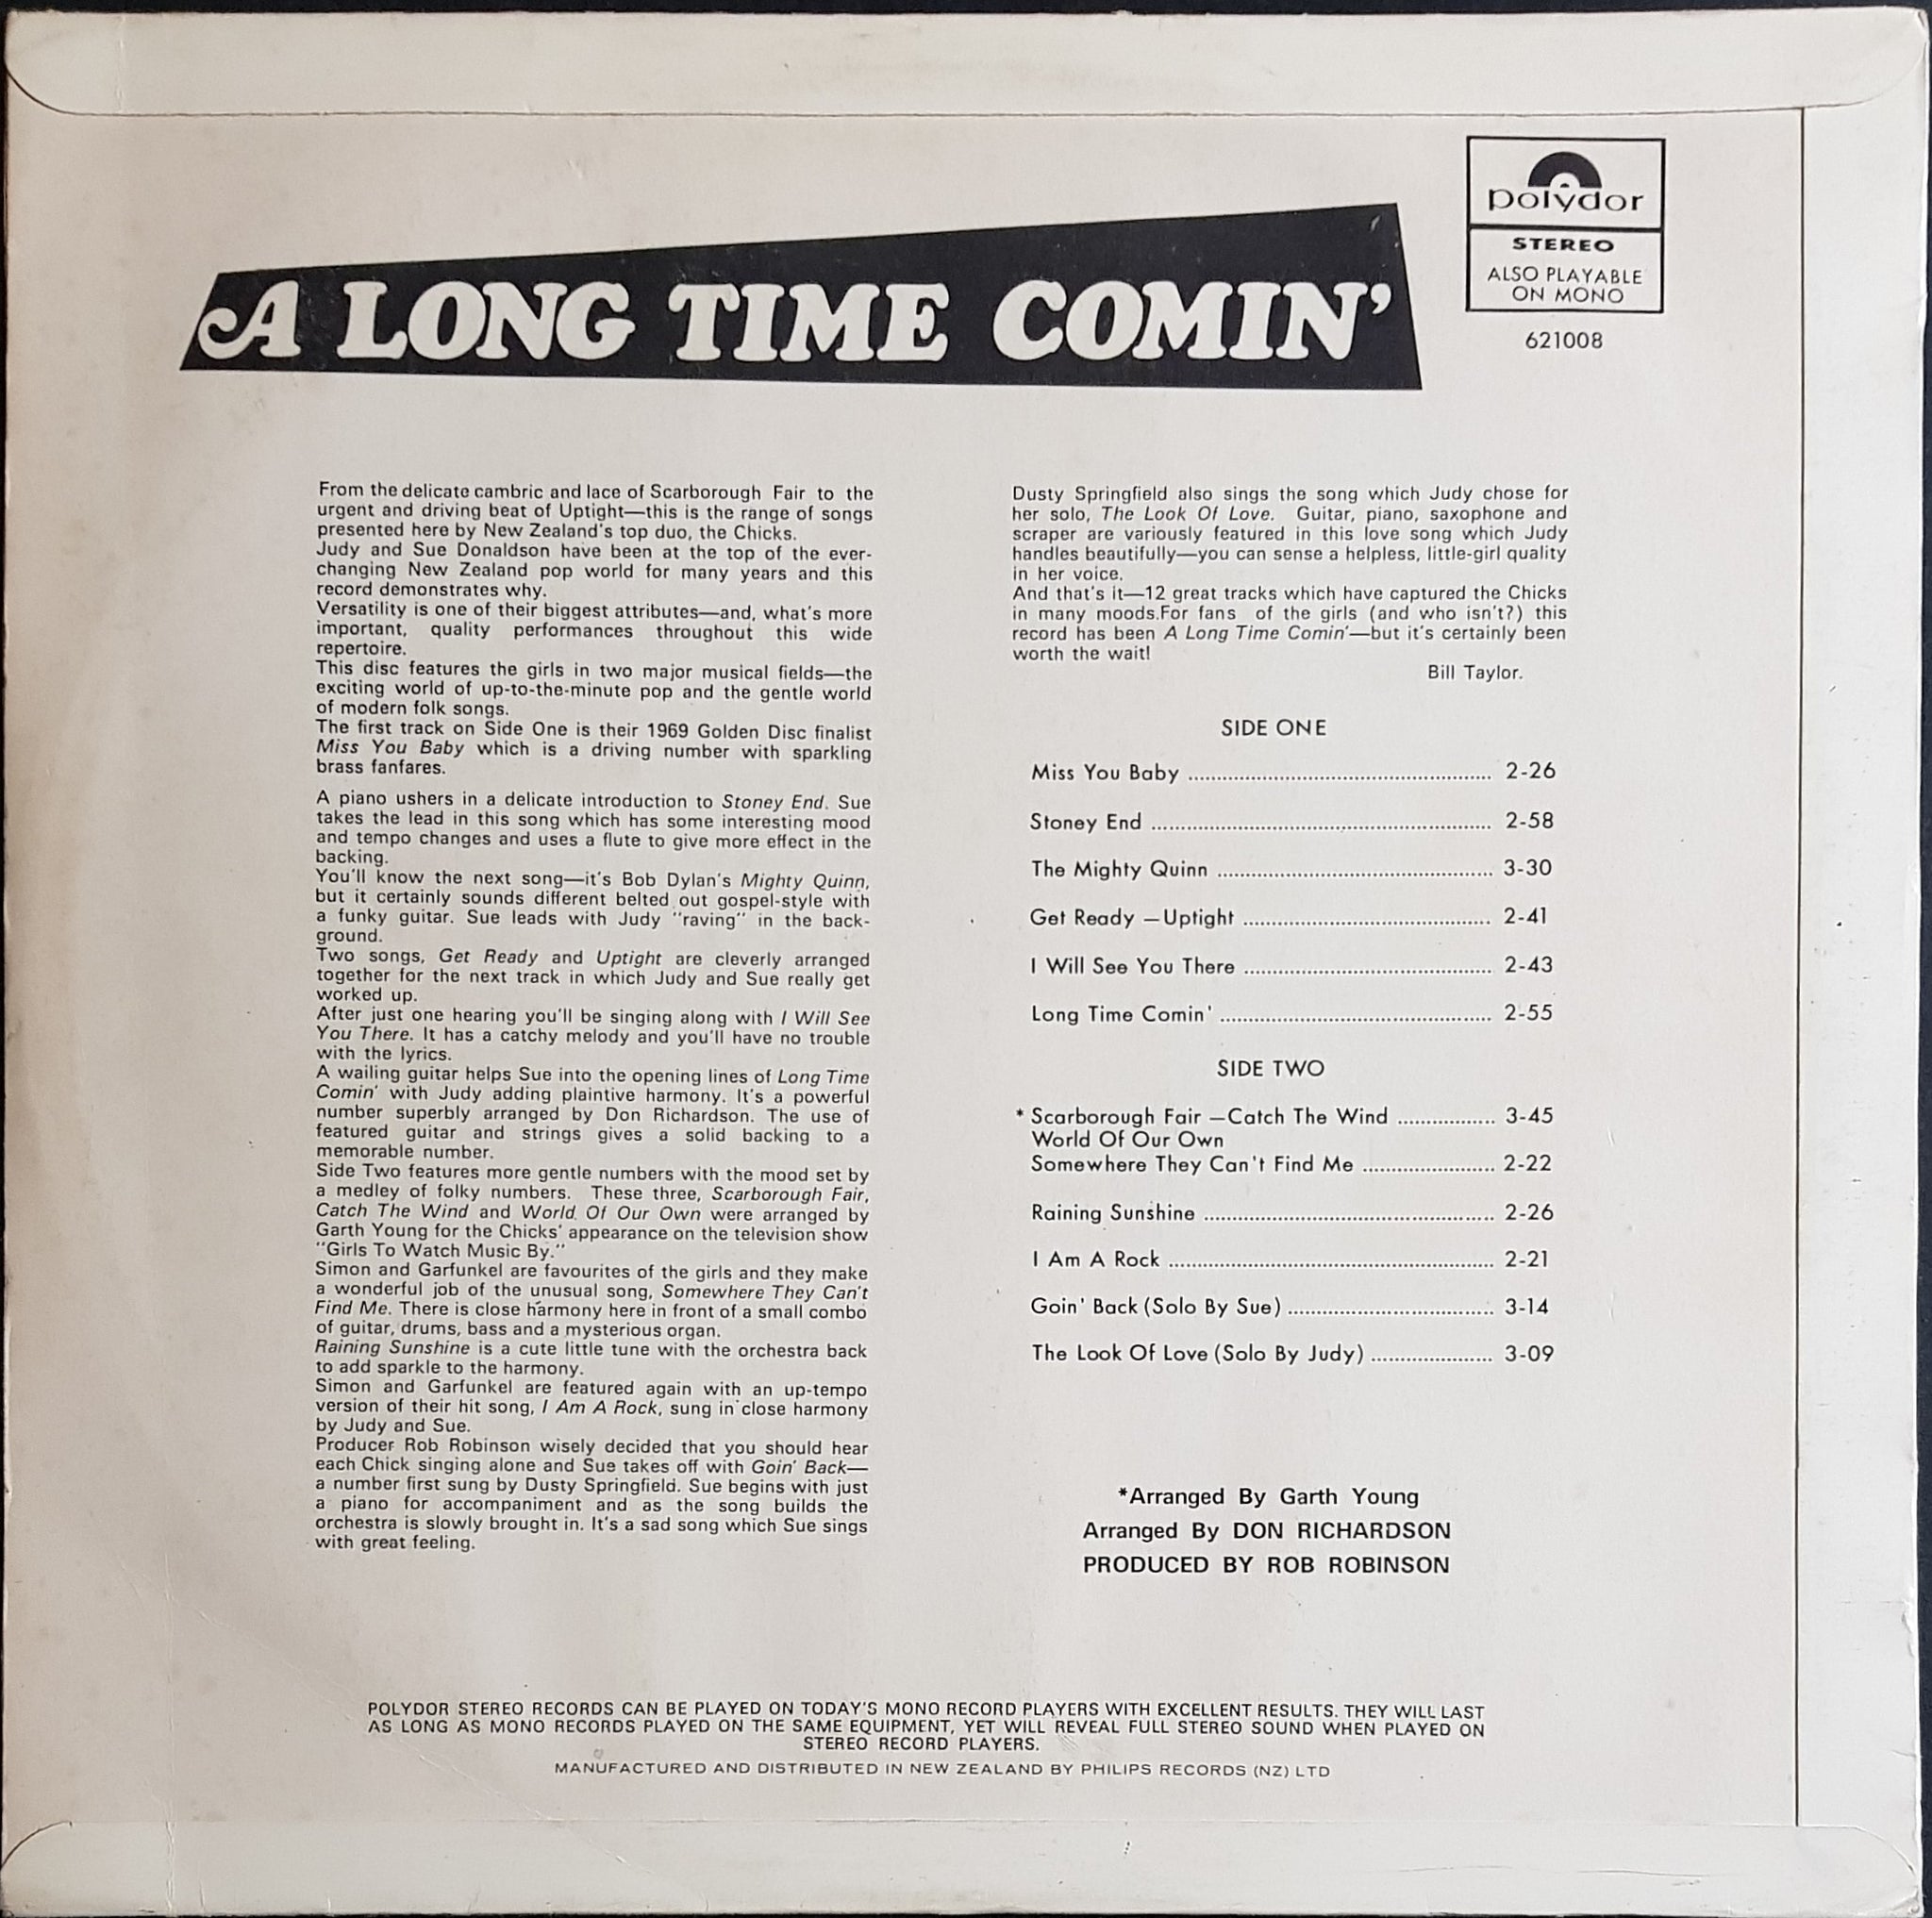 polydor
STEREO
ALSO PLAYABLE
ON MONO
621008
A LONG TIME COMIN'
From the delicate cambric and lace of Scarborough Fair to the
urgent and driving beat of Uptight—this is the range of songs
presented here by New Zealand's top duo, the Chicks.
Judy and Sue Donaldson have been at the top of the ever-
changing New Zealand pop world for many years and this
record demonstrates why.
Versatility is one of their biggest attributes—and, what's more
important, quality performances throughout this wide
repertoire.
This disc features the girls in two major musical fields—the
exciting world of up-to-the-minute pop and the gentle world
of modern folk songs.
The first track on Side One is their 1969 Golden Disc finalist
Miss You Baby which is a driving number with sparkling
brass fanfares.
A piano ushers in a delicate introduction to Stoney End. Sue
takes the lead in this song which has some interesting mood
and tempo changes and uses a flute to give more effect in the
backing.
You'll know the next song—it's Bob Dylan's Mighty Quinn,
but it certainly sounds different belted out gospel-style with
a funky guitar. Sue leads with Judy "raving" in the back-
ground.
Two songs, Get Ready and Uptight are cleverly arranged
together for the next track in which Judy and Sue really get
worked up.
After just one hearing you'll be singing along with I Will See
You There. It has a catchy melody and you'll have no trouble
with the lyrics.
A wailing guitar helps Sue into the opening lines of Long Time
Comin' with Judy adding plaintive harmony. It's a powerful
number superbly arranged by Don Richardson. The use of
featured guitar and strings gives a solid backing to a
memorable number.
Side Two features more gentle numbers with the mood set by
a medley of folky numbers. These three, Scarborough Fair,
Catch The Wind and World Of Our Own were arranged by
Garth Young for the Chicks' appearance on the television show
"Girls To Watch Music By."
Simon and Garfunkel are favourites of the girls and they make
a wonderful job of the unusual song, Somewhere They Can't
Find Me. There is close harmony here in front of a small combo
of guitar, drums, bass and a mysterious organ.
Raining Sunshine is a cute little tune with the orchestra back
to add sparkle to the harmony.
Simon and Garfunkel are featured again with an up-tempo
version of their hit song, I Am A Rock, sung in close harmony
by Judy and Sue.
Producer Rob Robinson wisely decided that you should hear
each Chick singing alone and Sue takes off with Goin' Back—
a number first sung by Dusty Springfield. Sue begins with just
a piano for accompaniment and as the song builds the
orchestra is slowly brought in. It's a sad song which Sue sings
with great feeling.
Dusty Springfield also sings the song which Judy chose for
her solo, The Look Of Love. Guitar, piano, saxophone and
scraper are variously featured in this love song which Judy
handles beautifully—you can sense a helpless, little-girl quality
in her voice.
And that's it—12 great tracks which have captured the Chicks
in many moods.For fans of the girls (and who isn't?) this
record has been A Long Time Comin'—but it's certainly been
worth the wait!
Bill Taylor.
SIDE ONE
Miss You Baby ........ 2-26
Stoney End ........ 2-58
The Mighty Quinn ........ 3-30
Get Ready —Uptight ........ 2-41
I Will See You There ........ 2-43
Long Time Comin' ........ 2-55
SIDE TWO
* Scarborough Fair —Catch The Wind ........ 3-45
World Of Our Own
Somewhere They Can't Find Me ........ 2-22
Raining Sunshine ........ 2-26
I Am A Rock ........ 2-21
Goin' Back (Solo By Sue) ........ 3-14
The Look Of Love (Solo By Judy) ........ 3-09
*Arranged By Garth Young
Arranged By DON RICHARDSON
PRODUCED BY ROB ROBINSON
POLYDOR STEREO RECORDS CAN BE PLAYED ON TODAY'S MONO RECORD PLAYERS WITH EXCELLENT RESULTS. THEY WILL LAST
AS LONG AS MONO RECORDS PLAYED ON THE SAME EQUIPMENT, YET WILL REVEAL FULL STEREO SOUND WHEN PLAYED ON
STEREO RECORD PLAYERS.
MANUFACTURED AND DISTRIBUTED IN NEW ZEALAND BY PHILIPS RECORDS (NZ) LTD